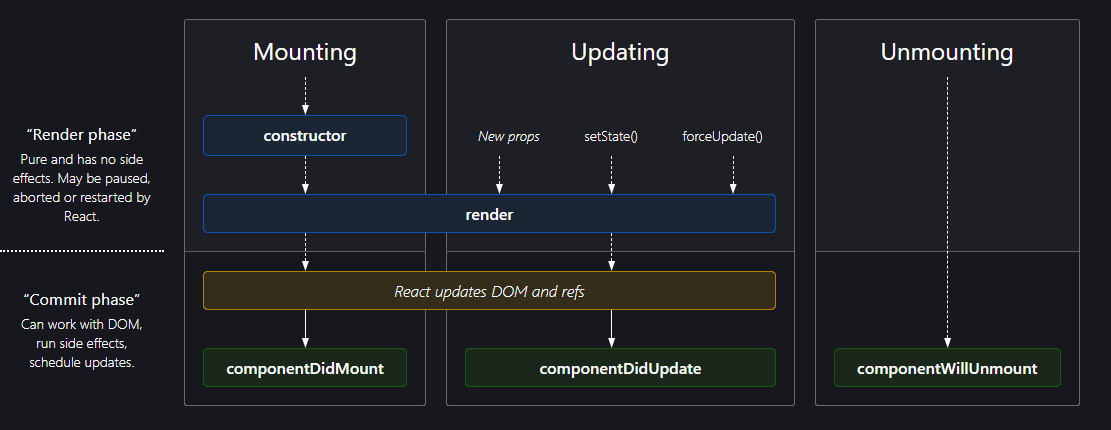 Mounting
Updating
Unmounting
“Render phase”
Pure and has no side
effects. May be paused,
aborted or restarted by
React.
constructor
New props
setState()
forceUpdate()
render
“Commit phase”
Can work with DOM,
run side effects,
schedule updates.
React updates DOM and refs
componentDidMount
componentDidUpdate
componentWillUnmount